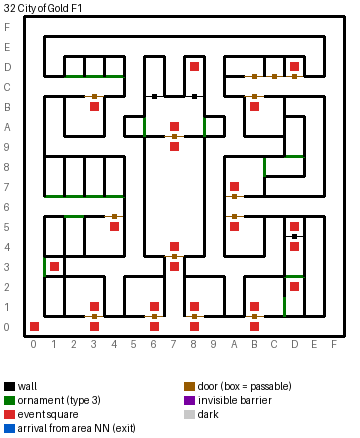 32 City of Gold F1
F
E
D
C
B
A
9
8
7
6
5
4
3
2
1
0
0 1 2 3 4 5 6 7 8 9 A B C D E F
wall
ornament (type 3)
eventsquare
arrival from area NN (exit)
door (box = passable)
invisible barrier
dark